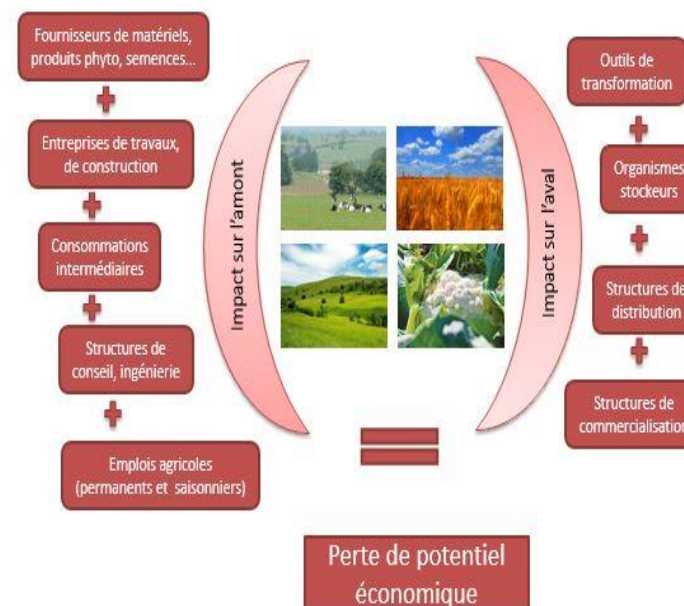 Fournisseurs de matériels,
produits phyto, semences...
+
Entreprises de travaux,
de construction
+
Consommations
intermédiaires
+
Structures de
conseil, ingénierie
+
Emplois agricoles
(permanents et saisonniers)
Impact sur l'amont
Impact sur l'aval
Outils de
transformation
+
Organismes
stockeurs
+
Structures de
distribution
+
Structures de
commercialisation
=
Perte de potentiel
économique